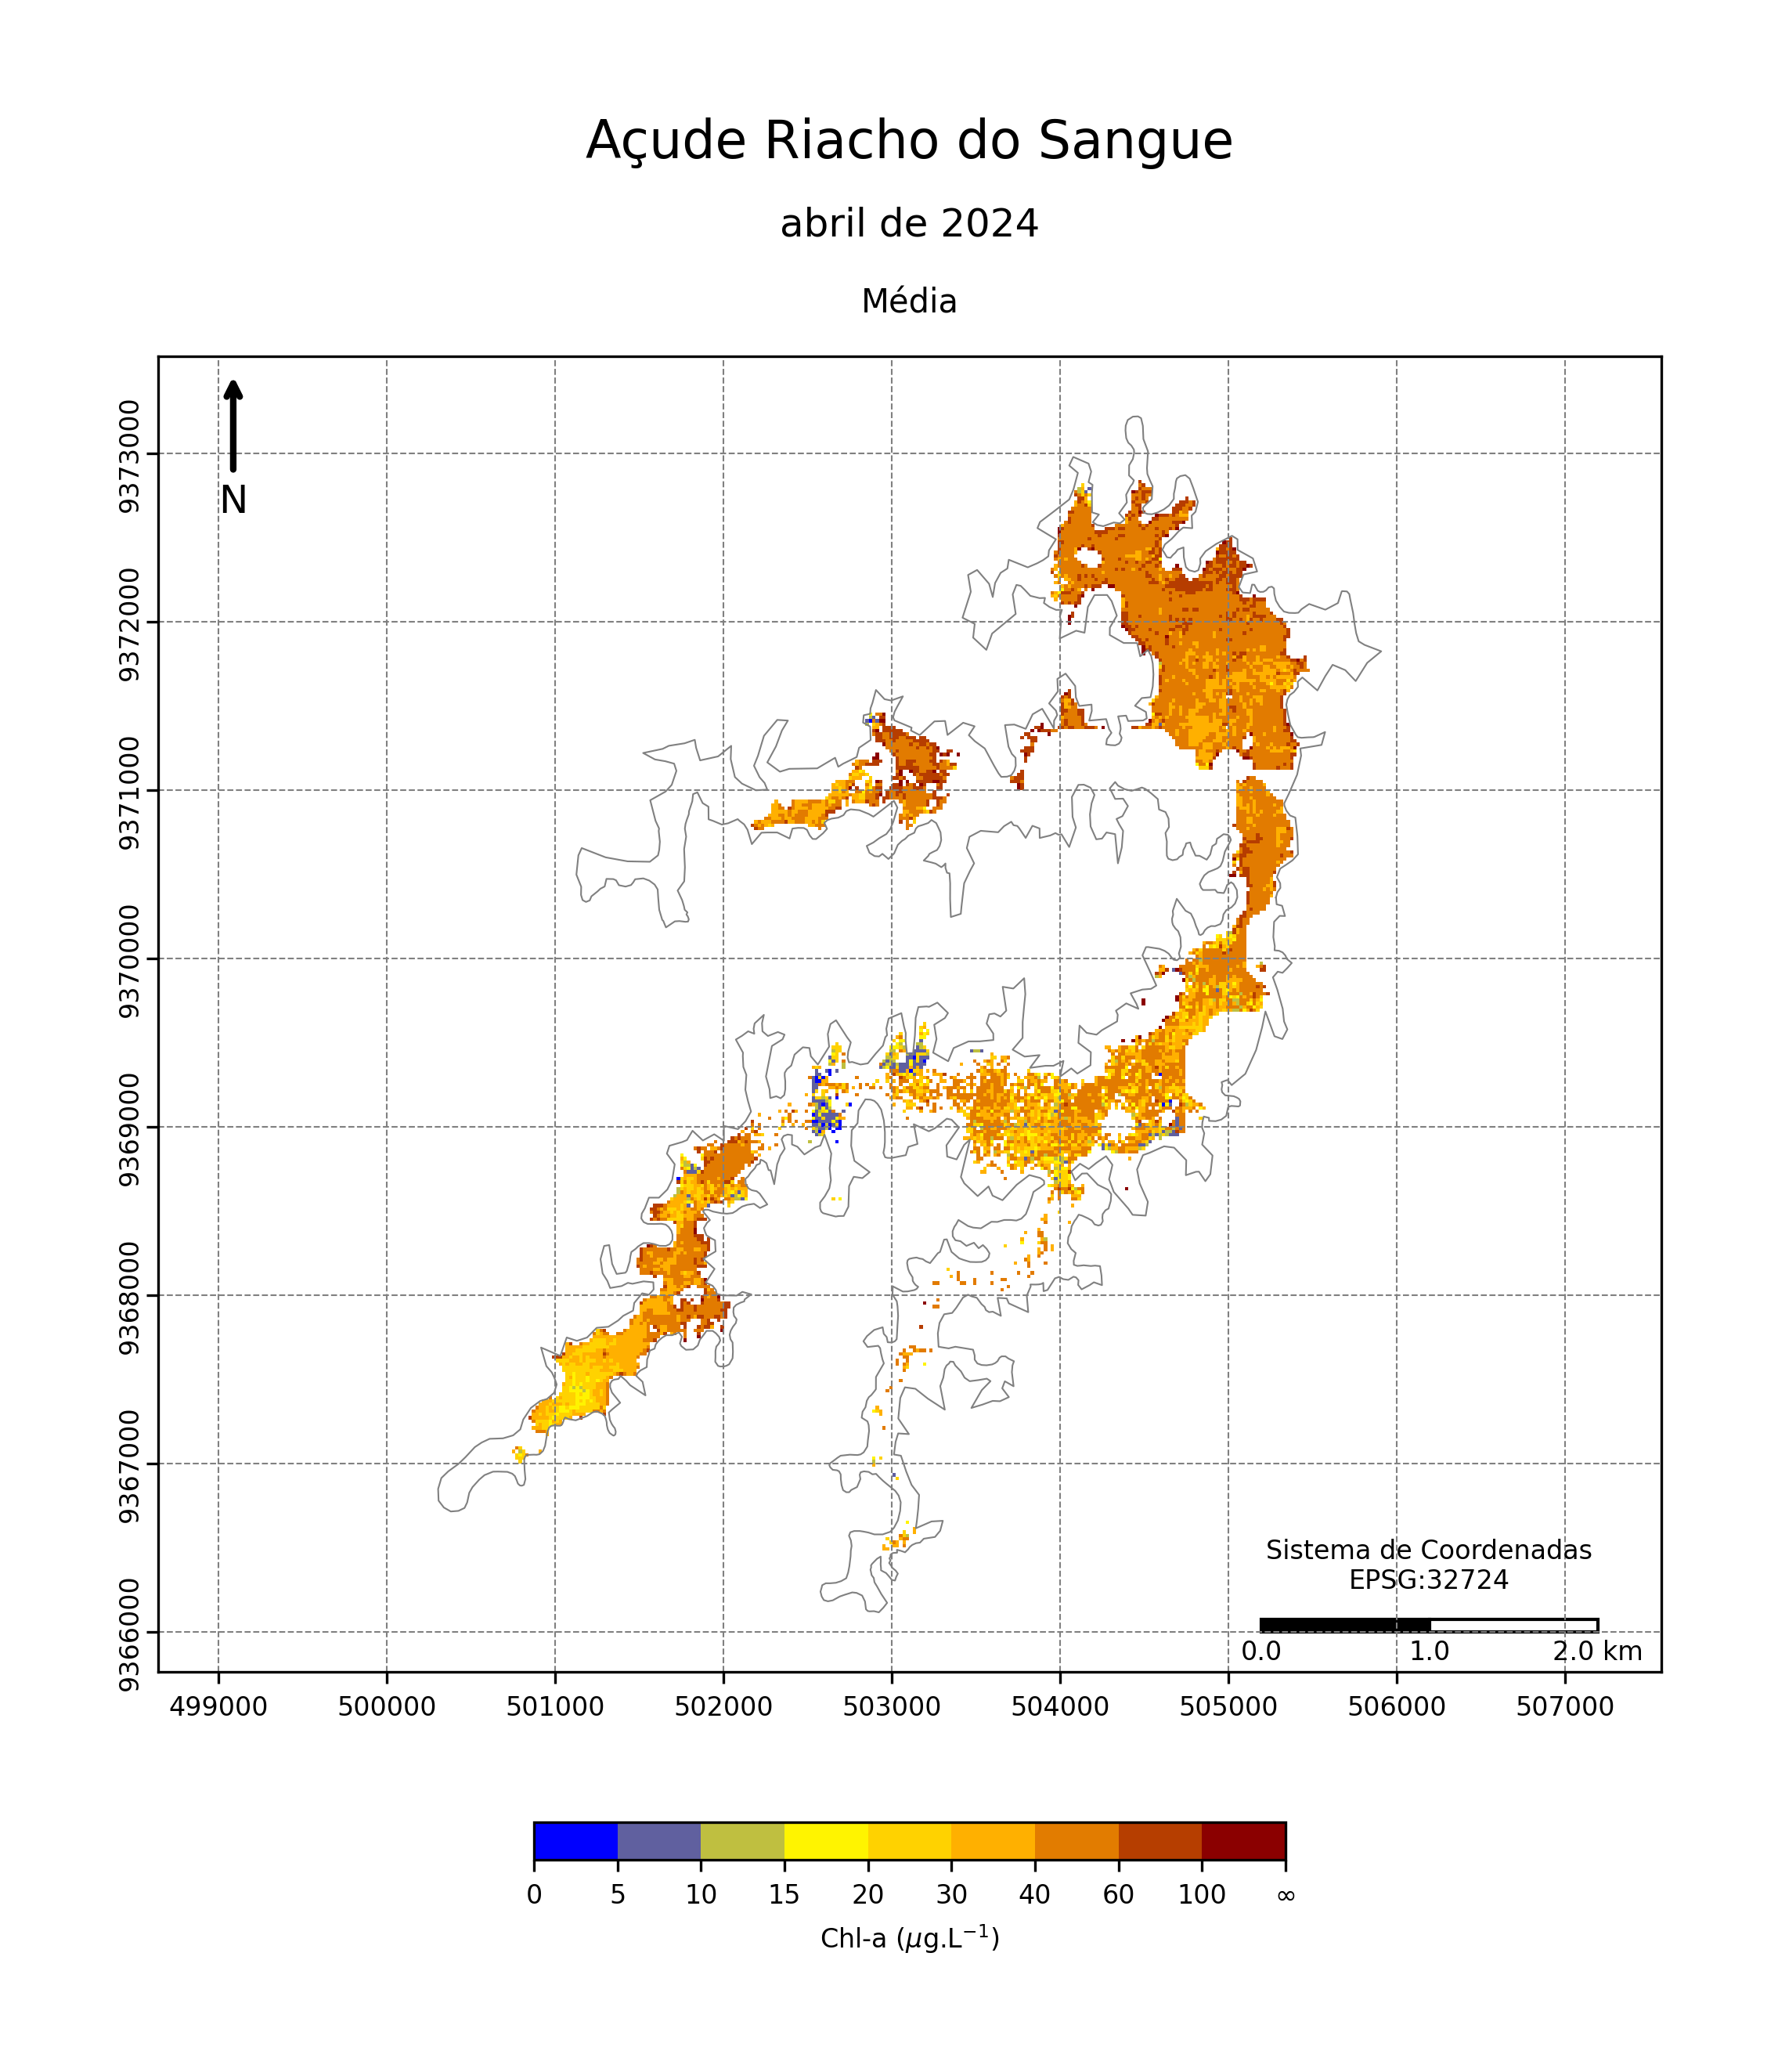 Açude Riacho do Sangue
abril de 2024
Média
N
9373000
9372000
9371000
9370000
9369000
9368000
9367000
9366000
Sistema de Coordenadas
EPSG:32724
0.0 1.0 2.0 km
499000 500000 501000 502000 503000 504000 505000 506000 507000
0 5 10 15 20 30 40 60 100 ∞
Chl-a (μg.L⁻¹)